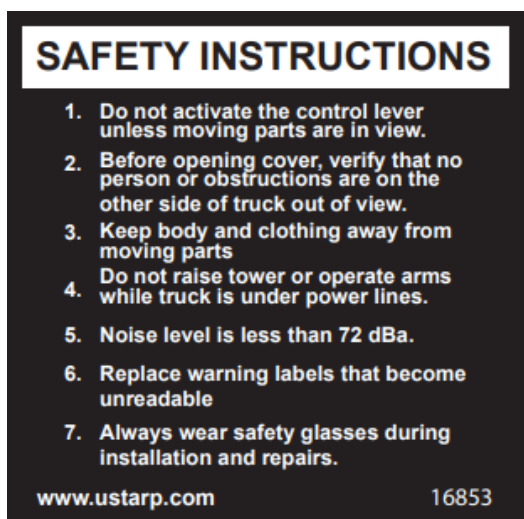 SAFETY INSTRUCTIONS
1. Do not activate the control lever
unless moving parts are in view.
2. Before opening cover, verify that no
person or obstructions are on the
other side of truck out of view.
3. Keep body and clothing away from
moving parts
4. Do not raise tower or operate arms
while truck is under power lines.
5. Noise level is less than 72 dBa.
6. Replace warning labels that become
unreadable
7. Always wear safety glasses during
installation and repairs.
www.ustarp.com 16853